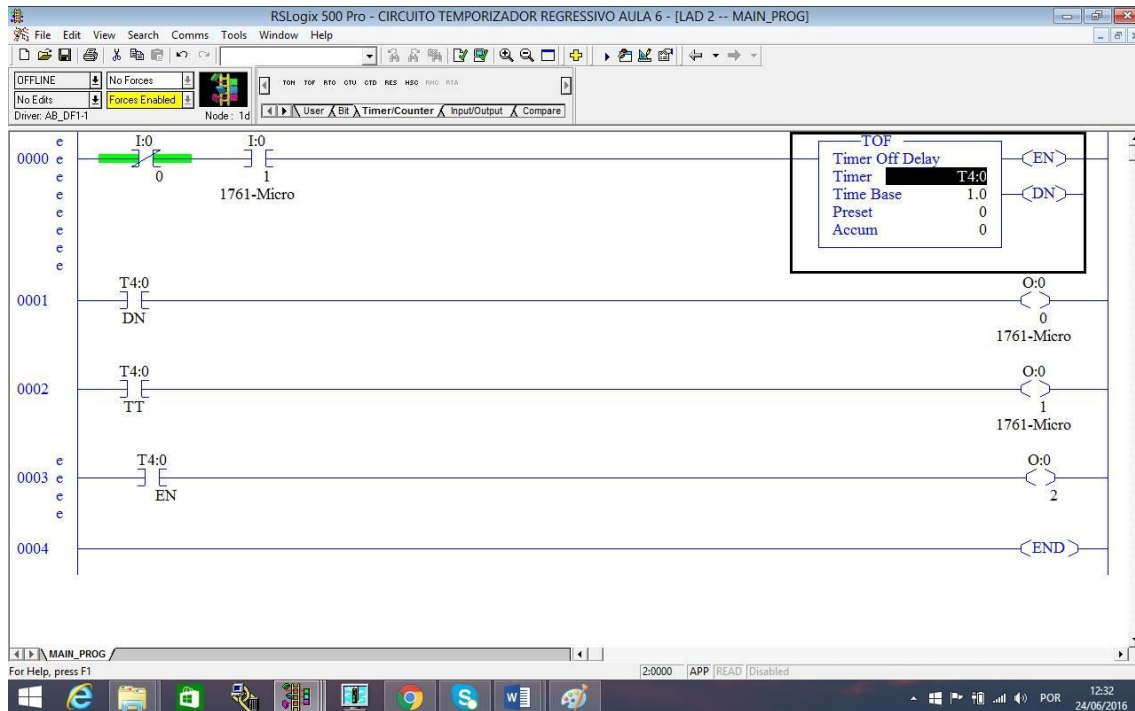 RSLogix 500 Pro - CIRCUITO TEMPORIZADOR REGRESSIVO AULA 6 - [LAD 2 -- MAIN_PROG]
File Edit View Search Comms Tools Window Help
OFFLINE No Forces
No Edits Forces Enabled
Driver: AB_DF1-1 Node : 1d
TON TOF RTO CTU CTD RES HSC RHC RTA
User Bit Timer/Counter Input/Output Compare
e I:0 I:0 TOF
0000 e Timer Off Delay EN
e 0 1 Timer T4:0
e 1761-Micro Time Base 1.0 DN
e Preset 0
e Accum 0
e
e
T4:0 O:0
0001
DN 0
1761-Micro
T4:0 O:0
0002
TT 1
1761-Micro
e T4:0 O:0
0003 e
e EN 2
e
0004 END
MAIN_PROG
For Help, press F1 2:0000 APP READ Disabled
POR 12:32
24/06/2016